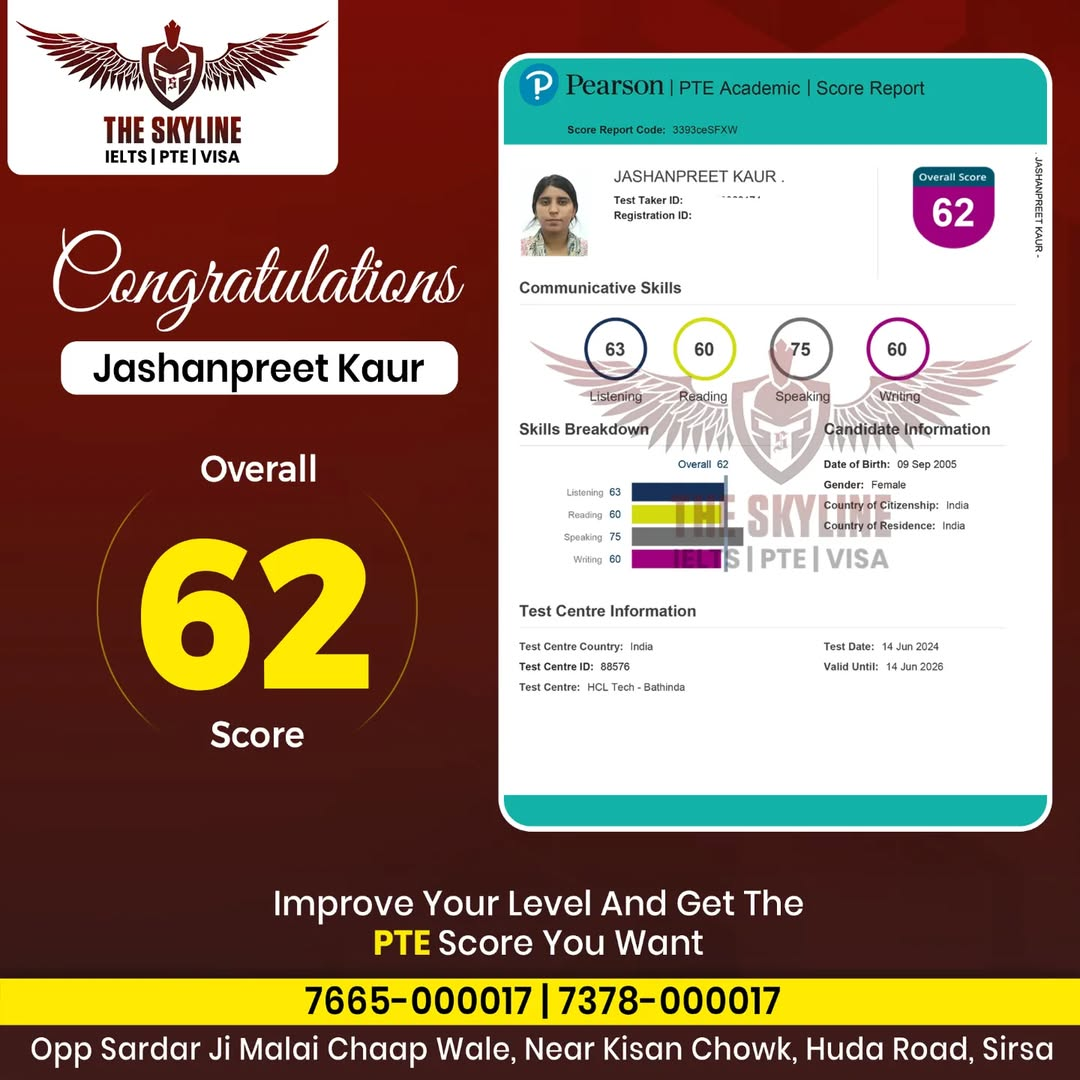 THE SKYLINE
IELTS | PTE | VISA
Congratulations
Jashanpreet Kaur
Overall
62
Score
Pearson | PTE Academic | Score Report
Score Report Code: 3393ceSFXW
JASHANPREET KAUR .
Test Taker ID:
Registration ID:
Overall Score
62
. JASHANPREET KAUR -
Communicative Skills
63 60 75 60
Listening Reading Speaking Writing
Skills Breakdown
Overall 62
Listening 63
Reading 60
Speaking 75
Writing 60
Candidate Information
Date of Birth: 09 Sep 2005
Gender: Female
Country of Citizenship: India
Country of Residence: India
THE SKYLINE
IELTS | PTE | VISA
Test Centre Information
Test Centre Country: India
Test Centre ID: 88576
Test Centre: HCL Tech - Bathinda
Test Date: 14 Jun 2024
Valid Until: 14 Jun 2026
Improve Your Level And Get The
PTE Score You Want
7665-000017 | 7378-000017
Opp Sardar Ji Malai Chaap Wale, Near Kisan Chowk, Huda Road, Sirsa